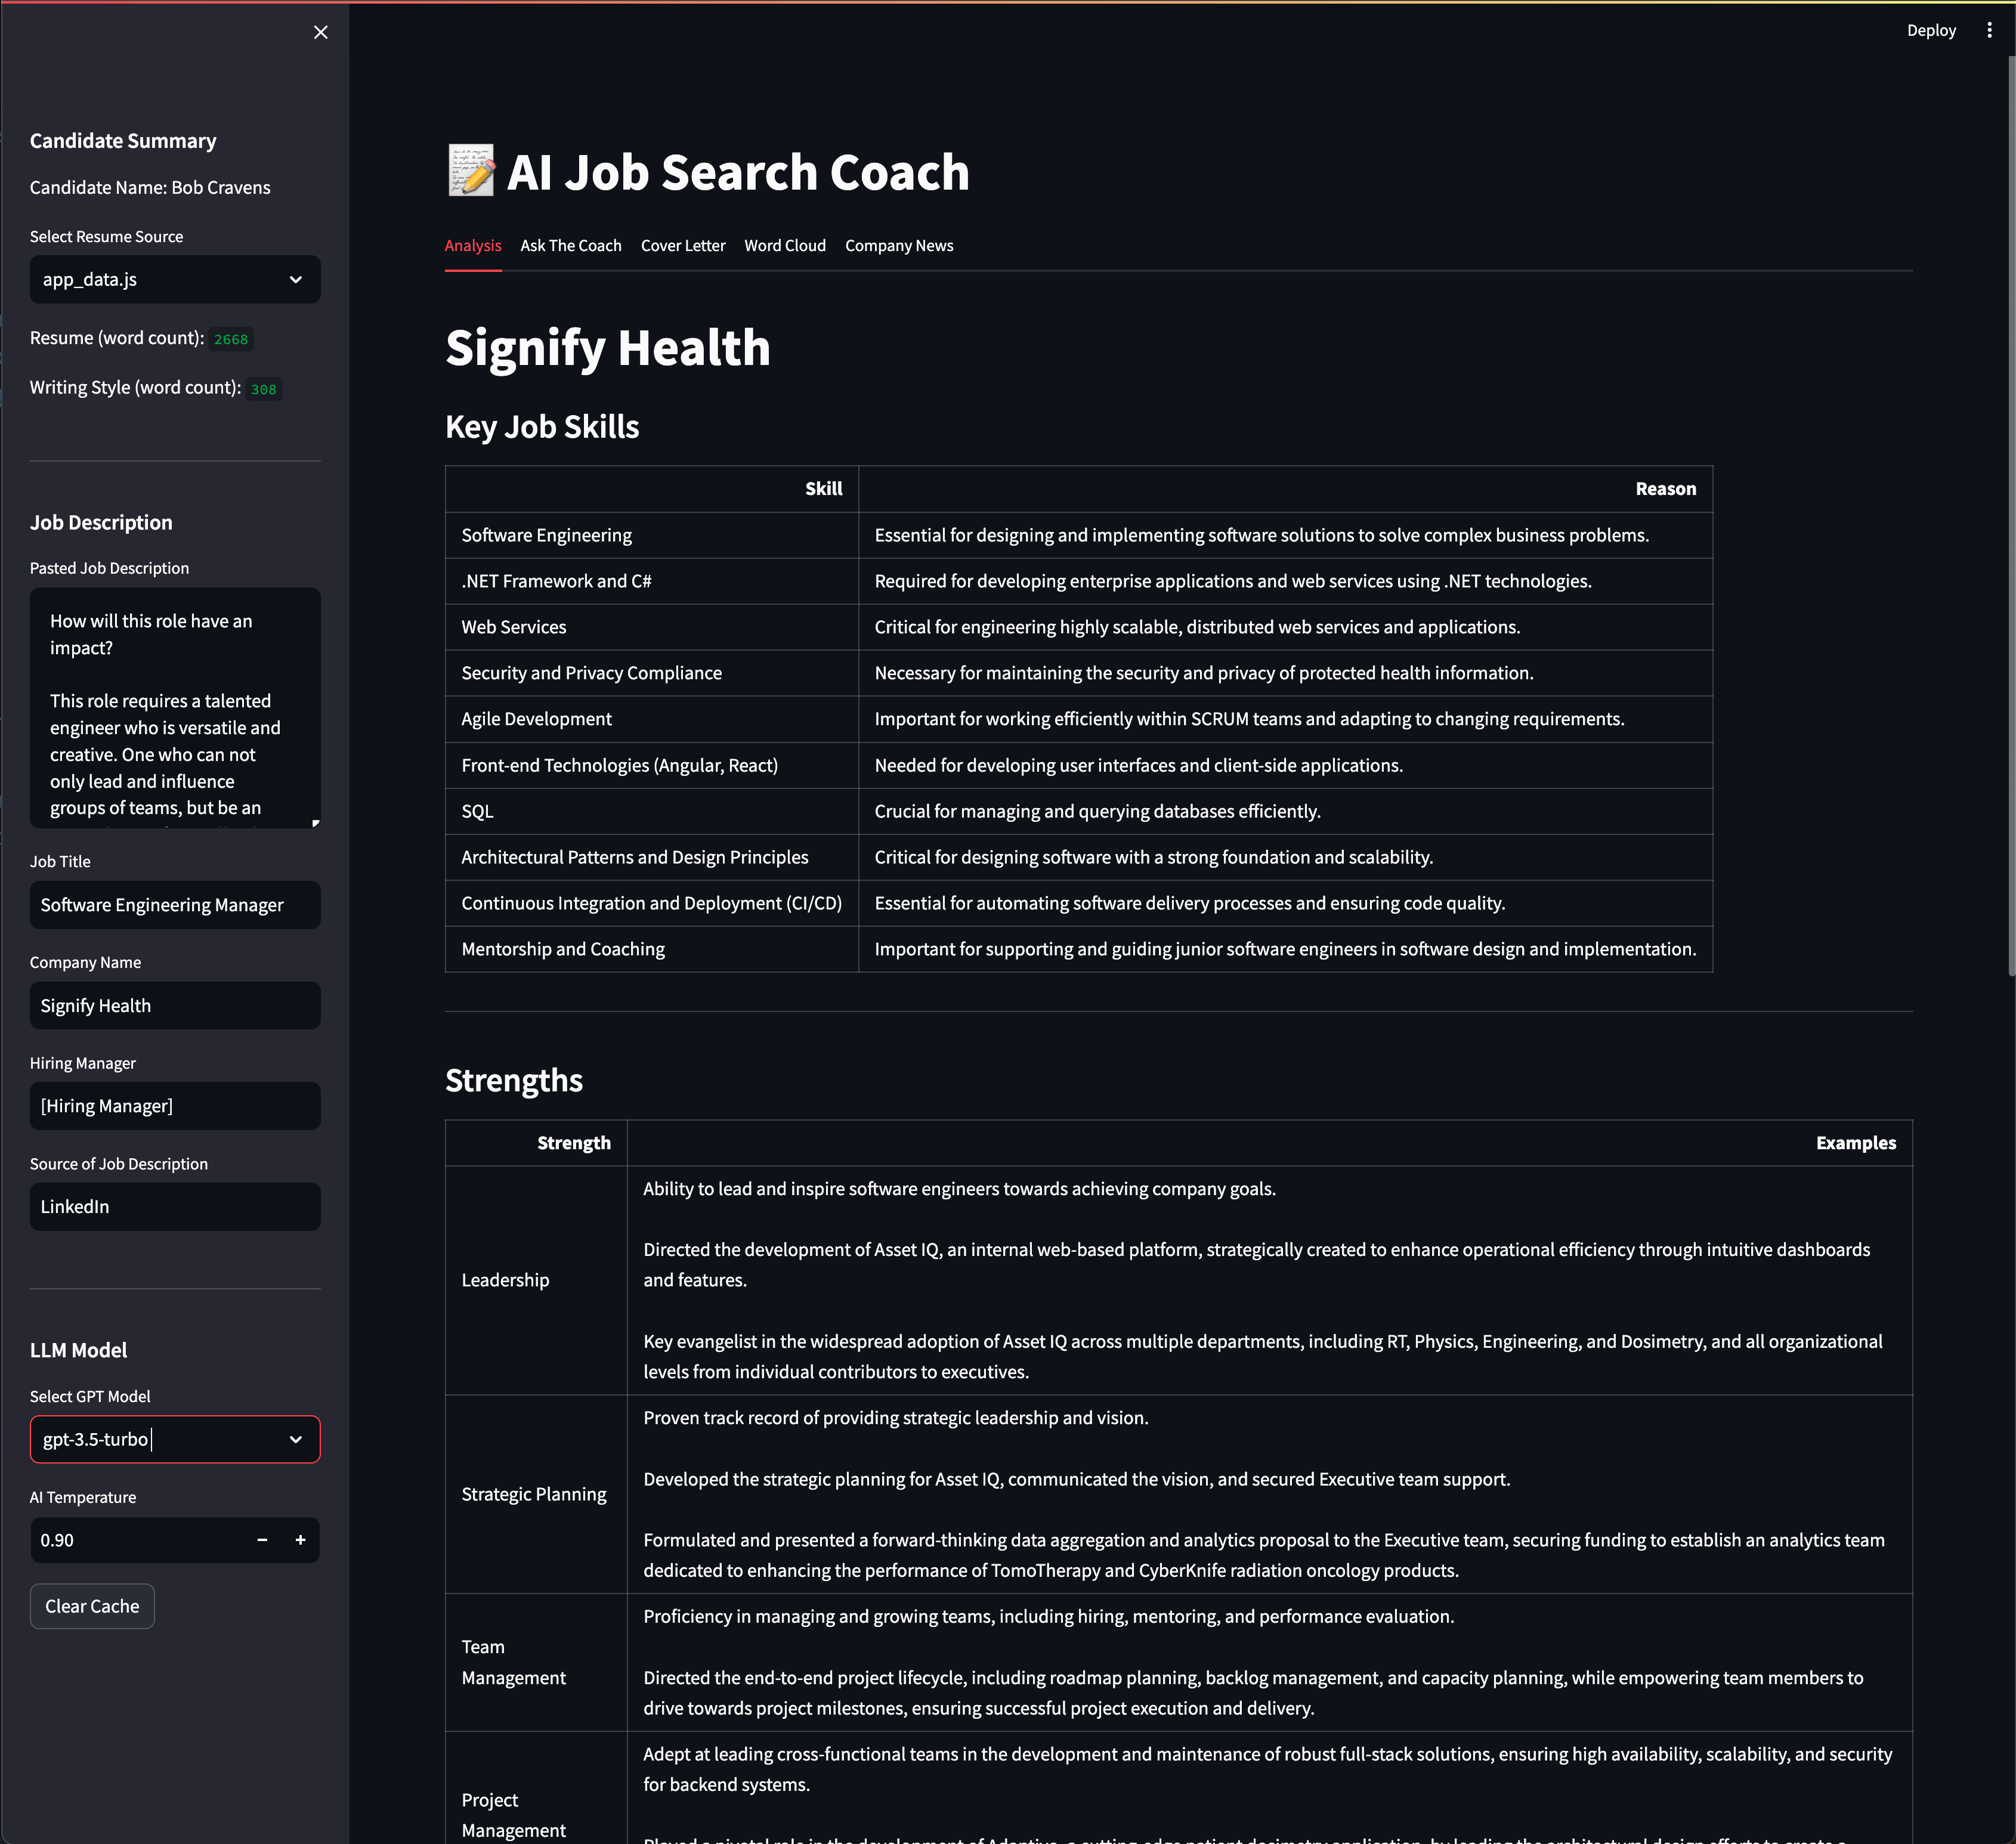 Deploy
Candidate Summary
Candidate Name: Bob Cravens
Select Resume Source
app_data.js
Resume (word count): 2668
Writing Style (word count): 308
Job Description
Pasted Job Description
How will this role have an
impact?
This role requires a talented
engineer who is versatile and
creative. One who can not
only lead and influence
groups of teams, but be an
Job Title
Software Engineering Manager
Company Name
Signify Health
Hiring Manager
[Hiring Manager]
Source of Job Description
LinkedIn
LLM Model
Select GPT Model
gpt-3.5-turbo
AI Temperature
0.90
Clear Cache
AI Job Search Coach
Analysis Ask The Coach Cover Letter Word Cloud Company News
Signify Health
Key Job Skills
Skill Reason
Software Engineering Essential for designing and implementing software solutions to solve complex business problems.
.NET Framework and C# Required for developing enterprise applications and web services using .NET technologies.
Web Services Critical for engineering highly scalable, distributed web services and applications.
Security and Privacy Compliance Necessary for maintaining the security and privacy of protected health information.
Agile Development Important for working efficiently within SCRUM teams and adapting to changing requirements.
Front-end Technologies (Angular, React) Needed for developing user interfaces and client-side applications.
SQL Crucial for managing and querying databases efficiently.
Architectural Patterns and Design Principles Critical for designing software with a strong foundation and scalability.
Continuous Integration and Deployment (CI/CD) Essential for automating software delivery processes and ensuring code quality.
Mentorship and Coaching Important for supporting and guiding junior software engineers in software design and implementation.
Strengths
Strength Examples
Leadership
Ability to lead and inspire software engineers towards achieving company goals.
Directed the development of Asset IQ, an internal web-based platform, strategically created to enhance operational efficiency through intuitive dashboards
and features.
Key evangelist in the widespread adoption of Asset IQ across multiple departments, including RT, Physics, Engineering, and Dosimetry, and all organizational
levels from individual contributors to executives.
Strategic Planning
Proven track record of providing strategic leadership and vision.
Developed the strategic planning for Asset IQ, communicated the vision, and secured Executive team support.
Formulated and presented a forward-thinking data aggregation and analytics proposal to the Executive team, securing funding to establish an analytics team
dedicated to enhancing the performance of TomoTherapy and CyberKnife radiation oncology products.
Team
Management
Proficiency in managing and growing teams, including hiring, mentoring, and performance evaluation.
Directed the end-to-end project lifecycle, including roadmap planning, backlog management, and capacity planning, while empowering team members to
drive towards project milestones, ensuring successful project execution and delivery.
Project
Management
Adept at leading cross-functional teams in the development and maintenance of robust full-stack solutions, ensuring high availability, scalability, and security
for backend systems.